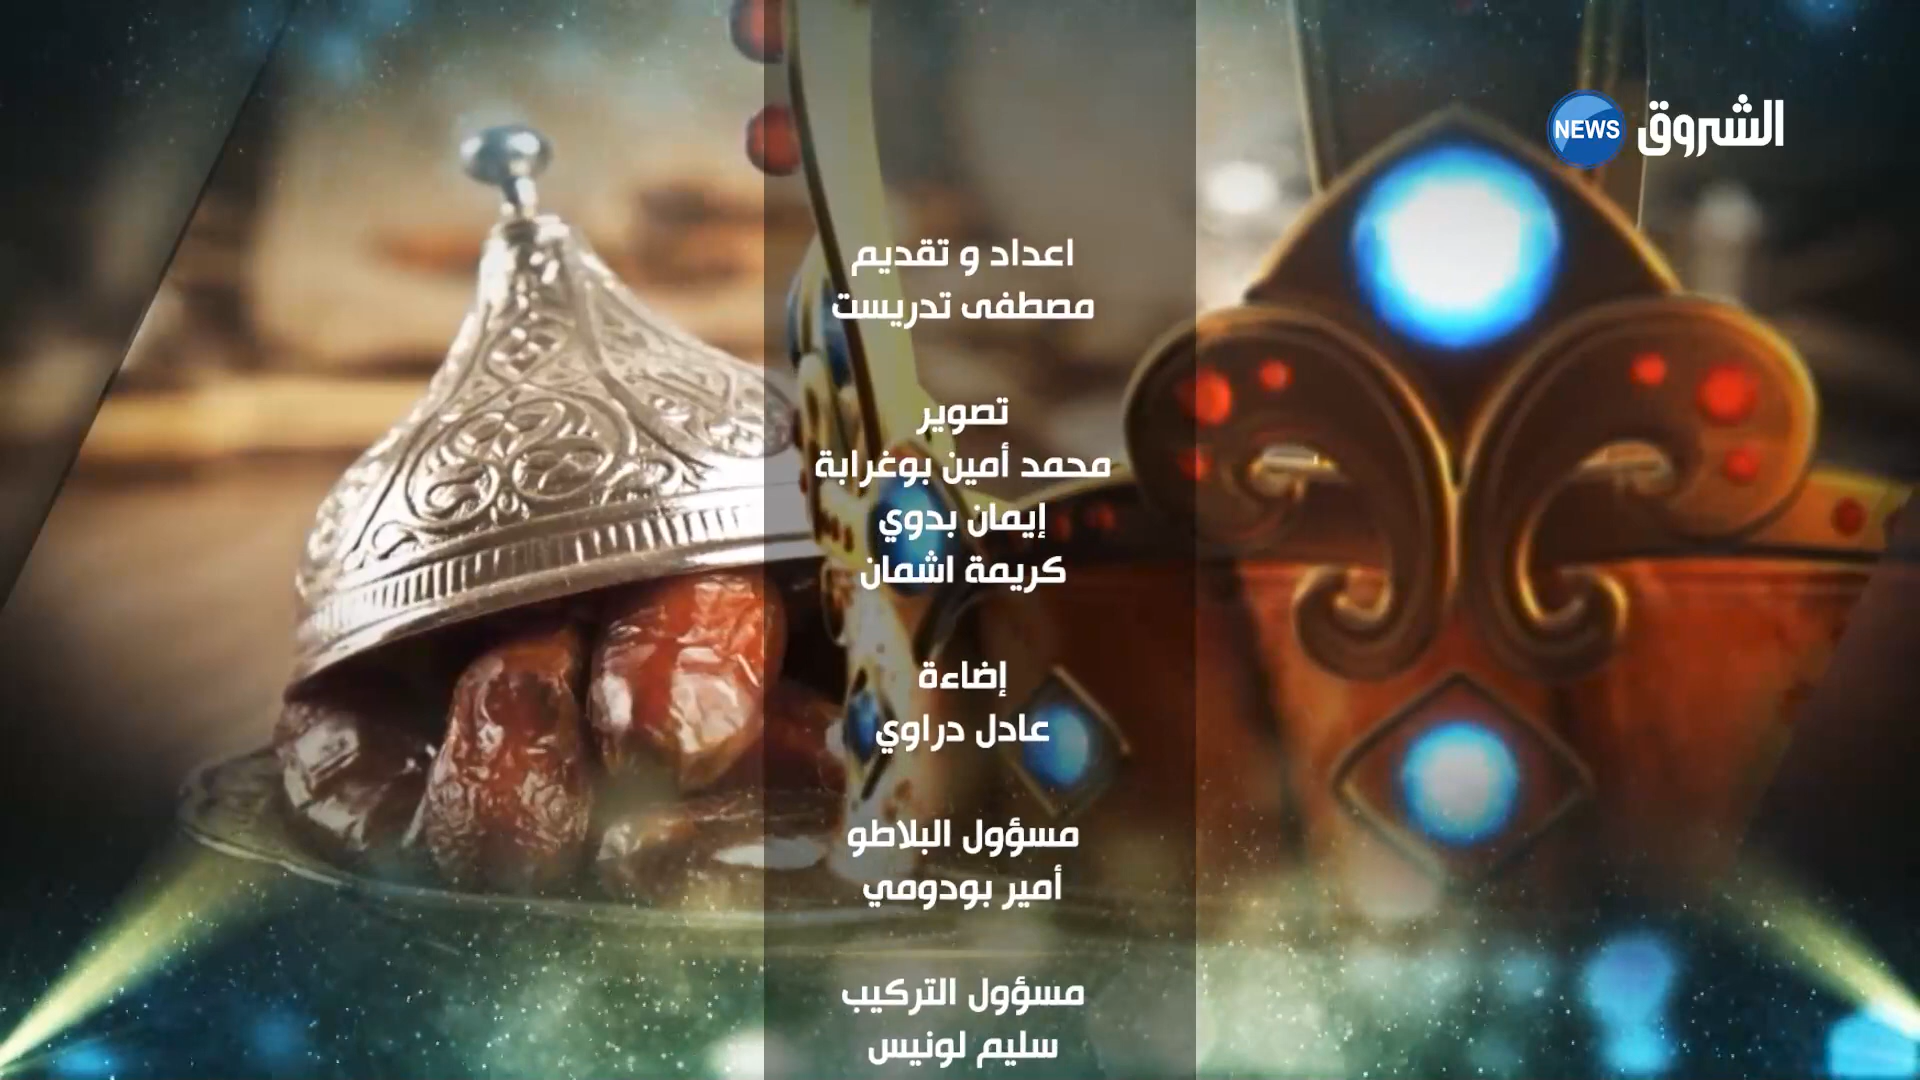 الشروق NEWS
اعداد و تقديم
مصطفى تدريست
تصوير
محمد أمين بوغرابة
إيمان بدوي
كريمة اشمان
إضاءة
عادل دراوي
مسؤول البلاطو
أمير بودومي
مسؤول التركيب
سليم لونيس